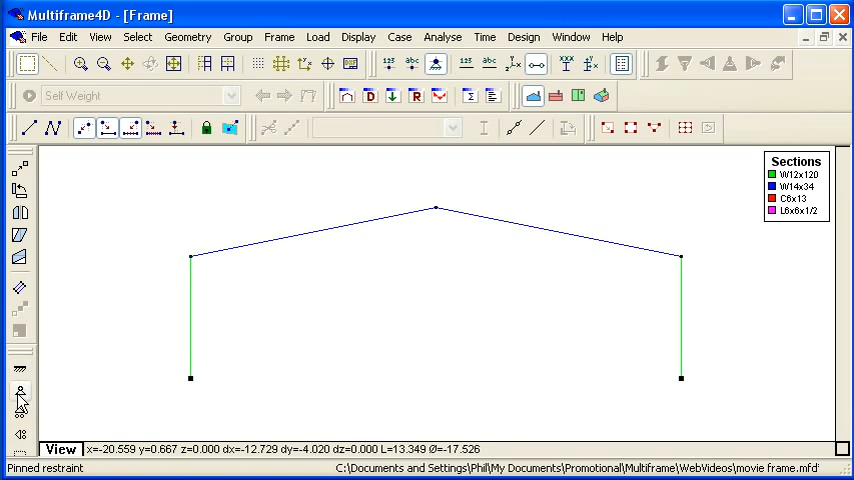 Multiframe4D - [Frame]
File Edit View Select Geometry Group Frame Load Display Case Analyse Time Design Window Help
Self Weight
Sections
W12x120
W14x34
C6x13
L6x6x1/2
View x=-20.559 y=0.667 z=0.000 dx=-12.729 dy=-4.020 dz=0.000 L=13.349 Ø=-17.526
Pinned restraint C:\Documents and Settings\Phil\My Documents\Promotional\Multiframe\WebVideos\movie frame.mfd'